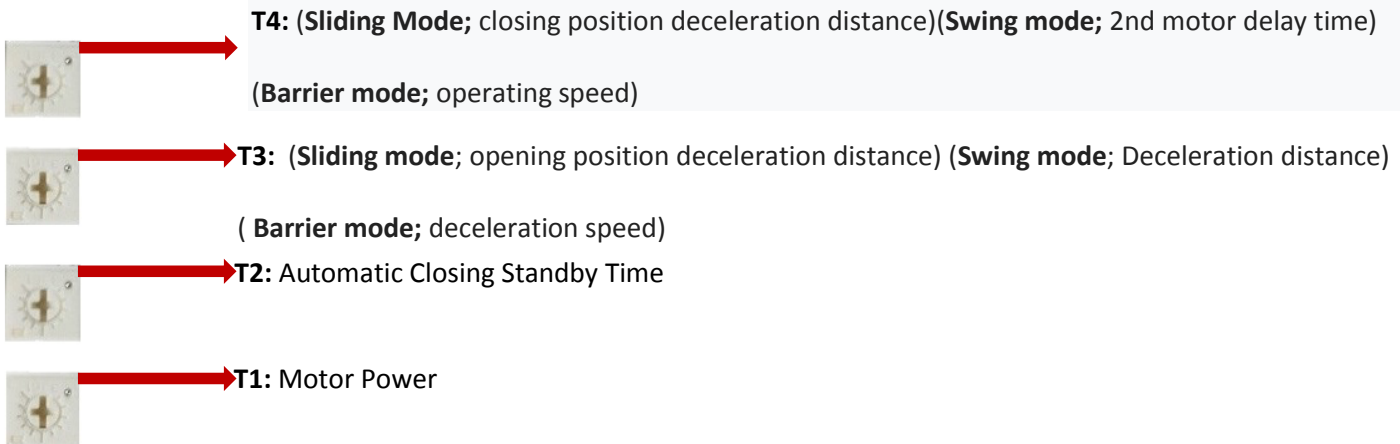 T4: (Sliding Mode; closing position deceleration distance)(Swing mode; 2nd motor delay time)
(Barrier mode; operating speed)
T3: (Sliding mode; opening position deceleration distance) (Swing mode; Deceleration distance)
( Barrier mode; deceleration speed)
T2: Automatic Closing Standby Time
T1: Motor Power